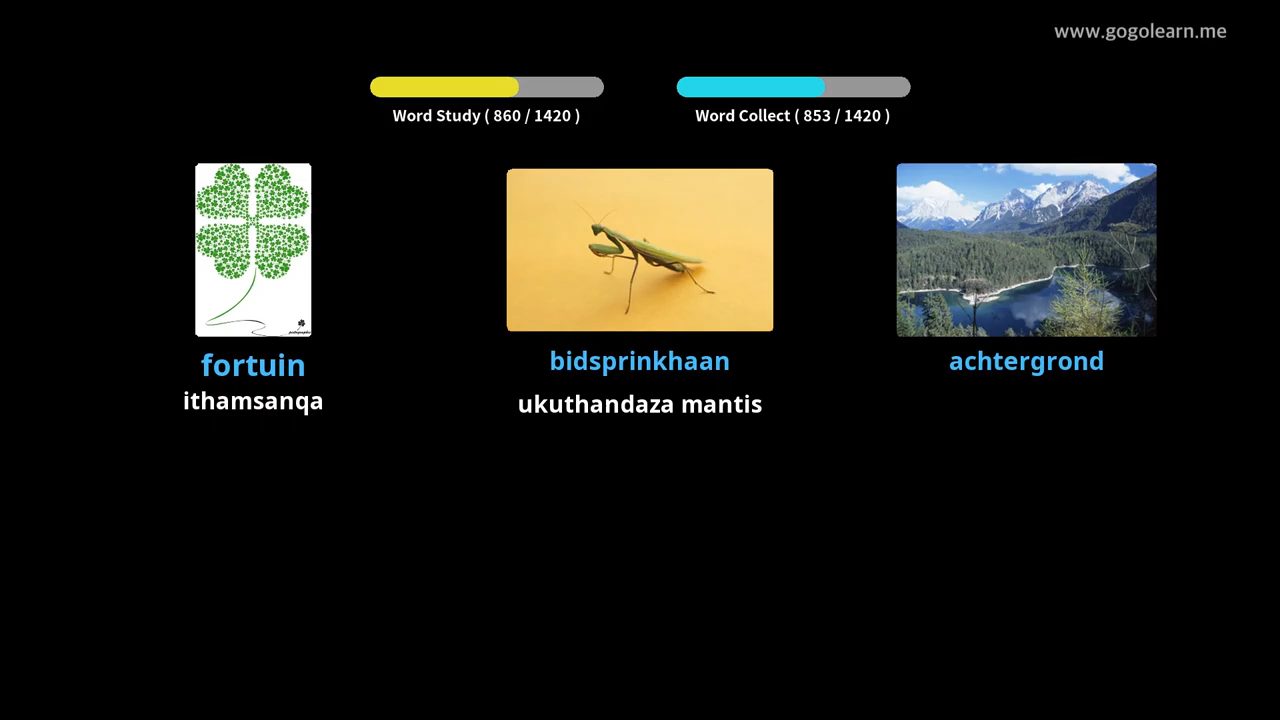 www.gogolearn.me
Word Study ( 860 / 1420 )
Word Collect ( 853 / 1420 )
fortuin
ithamsanqa
bidsprinkhaan
ukuthandaza mantis
achtergrond